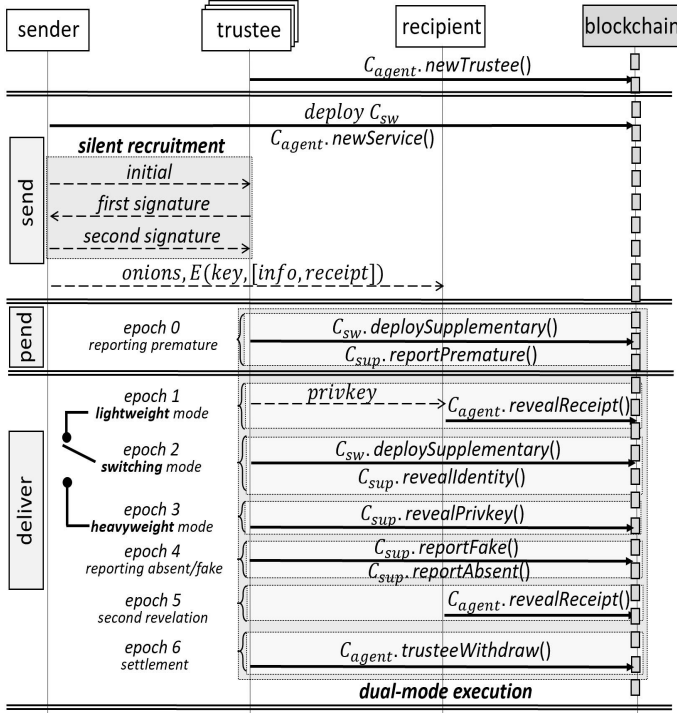 sender trustee recipient blockchain
C_agent.newTrustee()
deploy C_sw
C_agent.newService()
silent recruitment
send
initial
first signature
second signature
onions, E(key, [info, receipt])
pend
epoch 0
reporting premature
C_sw.deploySupplementary()
C_sup.reportPremature()
deliver
epoch 1
lightweight mode
privkey
C_agent.revealReceipt()
epoch 2
switching mode
C_sw.deploySupplementary()
C_sup.revealIdentity()
epoch 3
heavyweight mode
C_sup.revealPrivkey()
epoch 4
reporting absent/fake
C_sup.reportFake()
C_sup.reportAbsent()
epoch 5
second revelation
C_agent.revealReceipt()
epoch 6
settlement
C_agent.trusteeWithdraw()
dual-mode execution